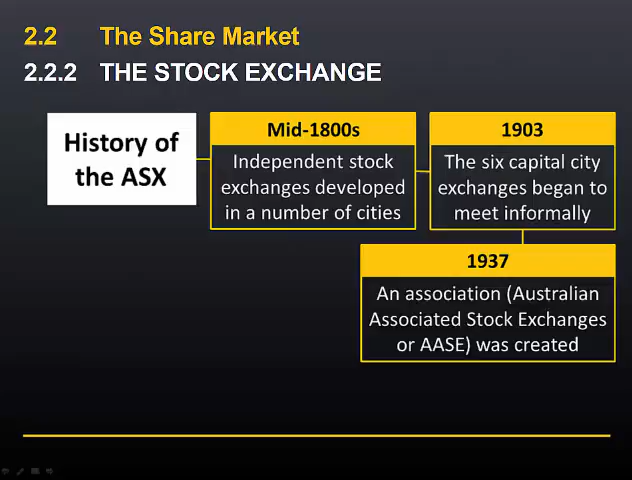 2.2 The Share Market
2.2.2 THE STOCK EXCHANGE
History of
the ASX
Mid-1800s
Independent stock
exchanges developed
in a number of cities
1903
The six capital city
exchanges began to
meet informally
1937
An association (Australian
Associated Stock Exchanges
or AASE) was created